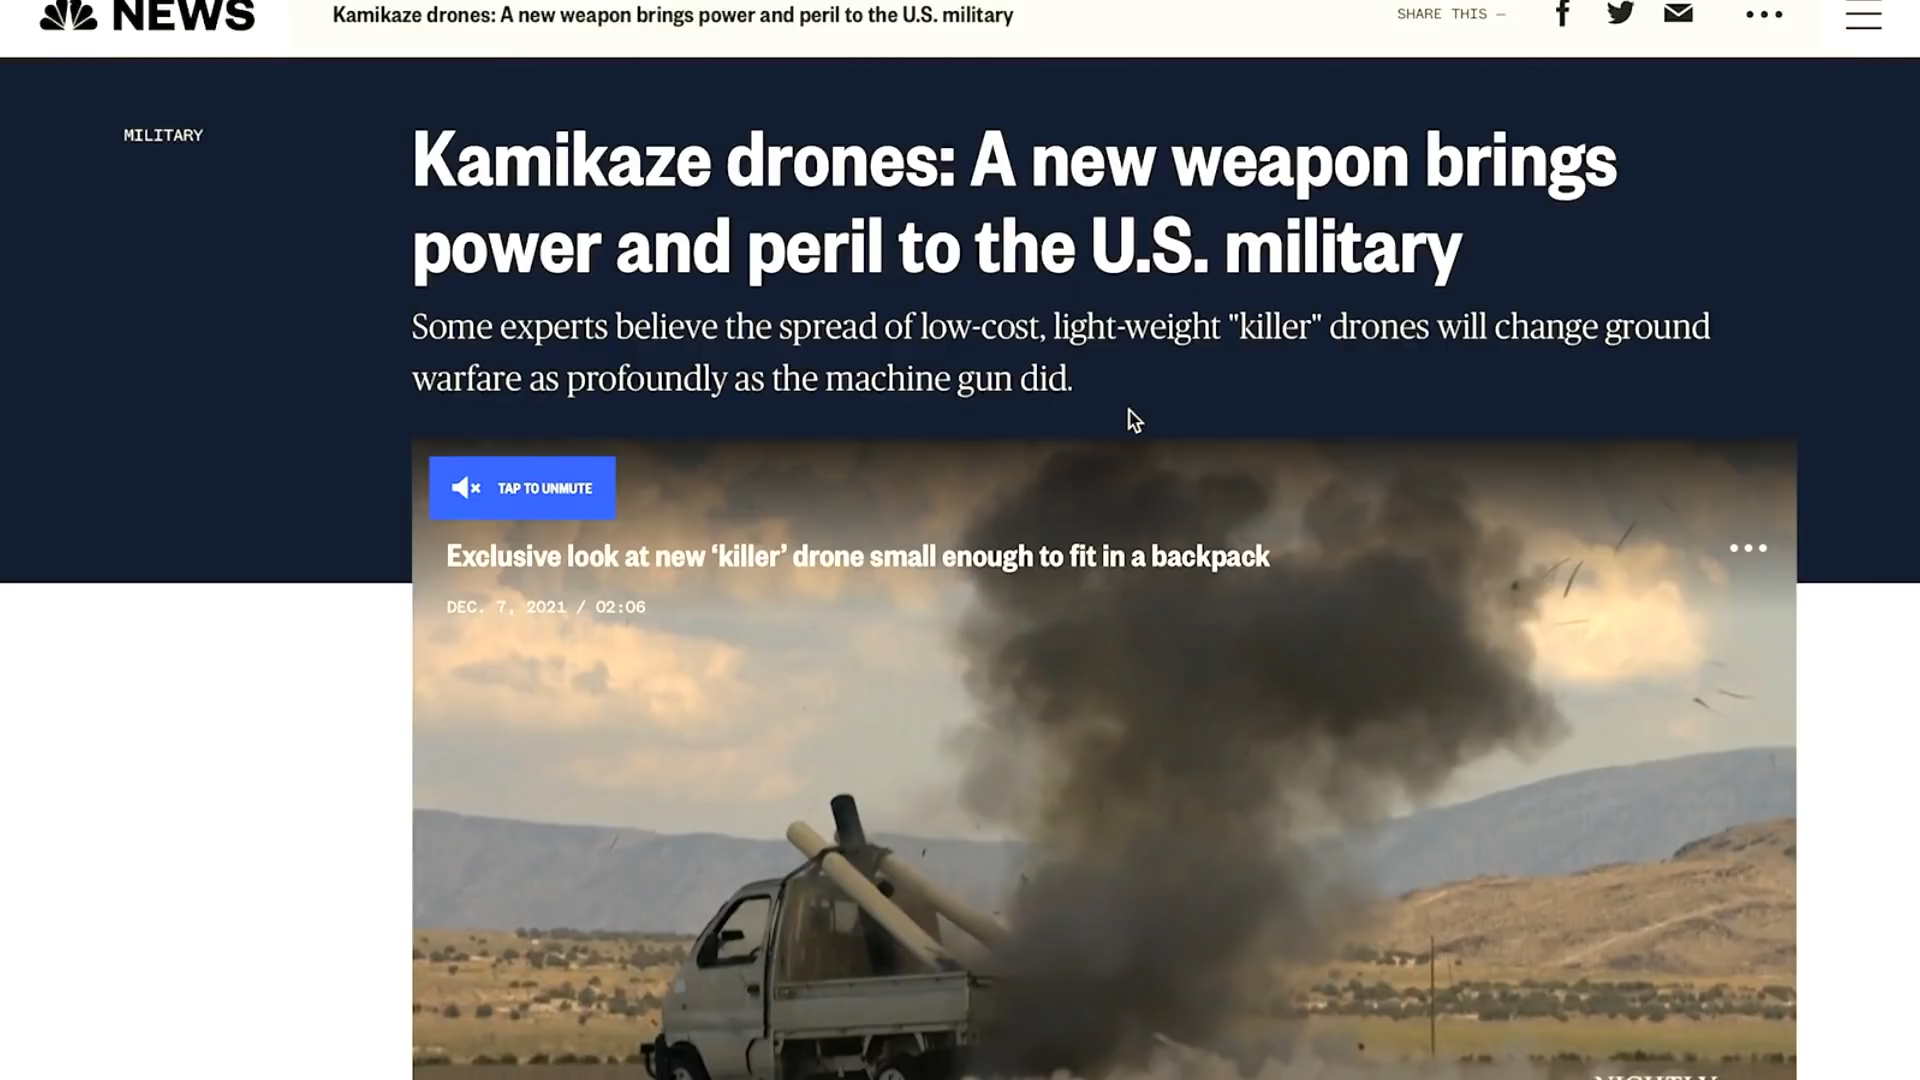 NEWS
Kamikaze drones: A new weapon brings power and peril to the U.S. military
SHARE THIS —
MILITARY
Kamikaze drones: A new weapon brings
power and peril to the U.S. military
Some experts believe the spread of low-cost, light-weight "killer" drones will change ground
warfare as profoundly as the machine gun did.
TAP TO UNMUTE
Exclusive look at new ‘killer’ drone small enough to fit in a backpack
DEC. 7, 2021 / 02:06
NIGHTLY